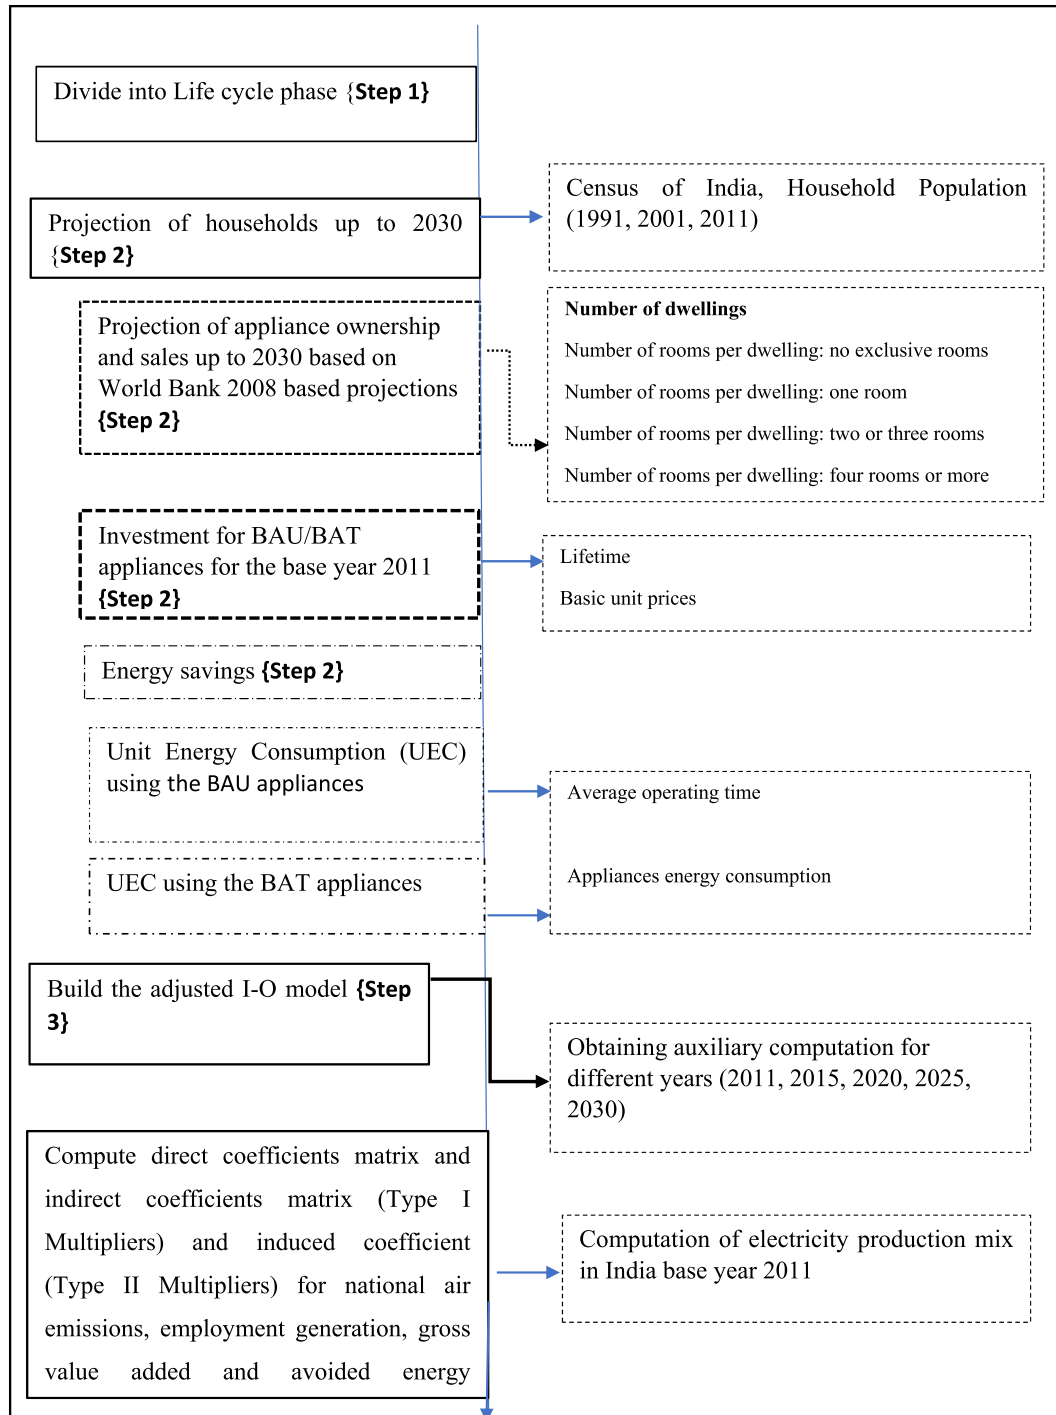 Divide into Life cycle phase {Step 1}
Projection of households up to 2030
{Step 2}
Census of India, Household Population
(1991, 2001, 2011)
Projection of appliance ownership
and sales up to 2030 based on
World Bank 2008 based projections
{Step 2}
Number of dwellings
Number of rooms per dwelling: no exclusive rooms
Number of rooms per dwelling: one room
Number of rooms per dwelling: two or three rooms
Number of rooms per dwelling: four rooms or more
Investment for BAU/BAT
appliances for the base year 2011
{Step 2}
Lifetime
Basic unit prices
Energy savings {Step 2}
Unit Energy Consumption (UEC)
using the BAU appliances
Average operating time
UEC using the BAT appliances
Appliances energy consumption
Build the adjusted I-O model {Step
3}
Obtaining auxiliary computation for
different years (2011, 2015, 2020, 2025,
2030)
Compute direct coefficients matrix and
indirect coefficients matrix (Type I
Multipliers) and induced coefficient
(Type II Multipliers) for national air
emissions, employment generation, gross
value added and avoided energy
Computation of electricity production mix
in India base year 2011